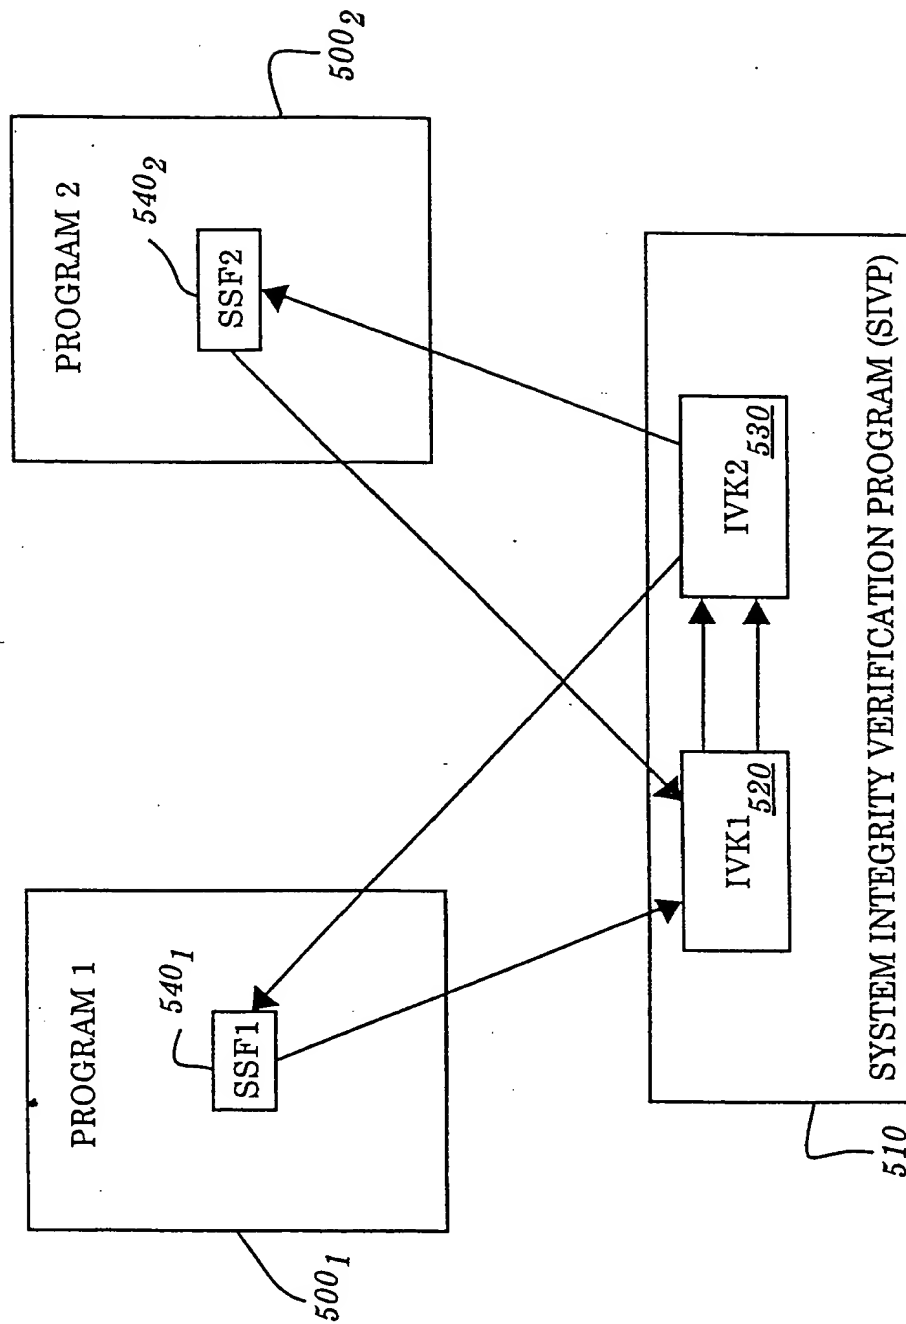 PROGRAM 1
540₁
SSF1
500₁
PROGRAM 2
540₂
SSF2
500₂
IVK1
520
IVK2
530
510
SYSTEM INTEGRITY VERIFICATION PROGRAM (SIVP)